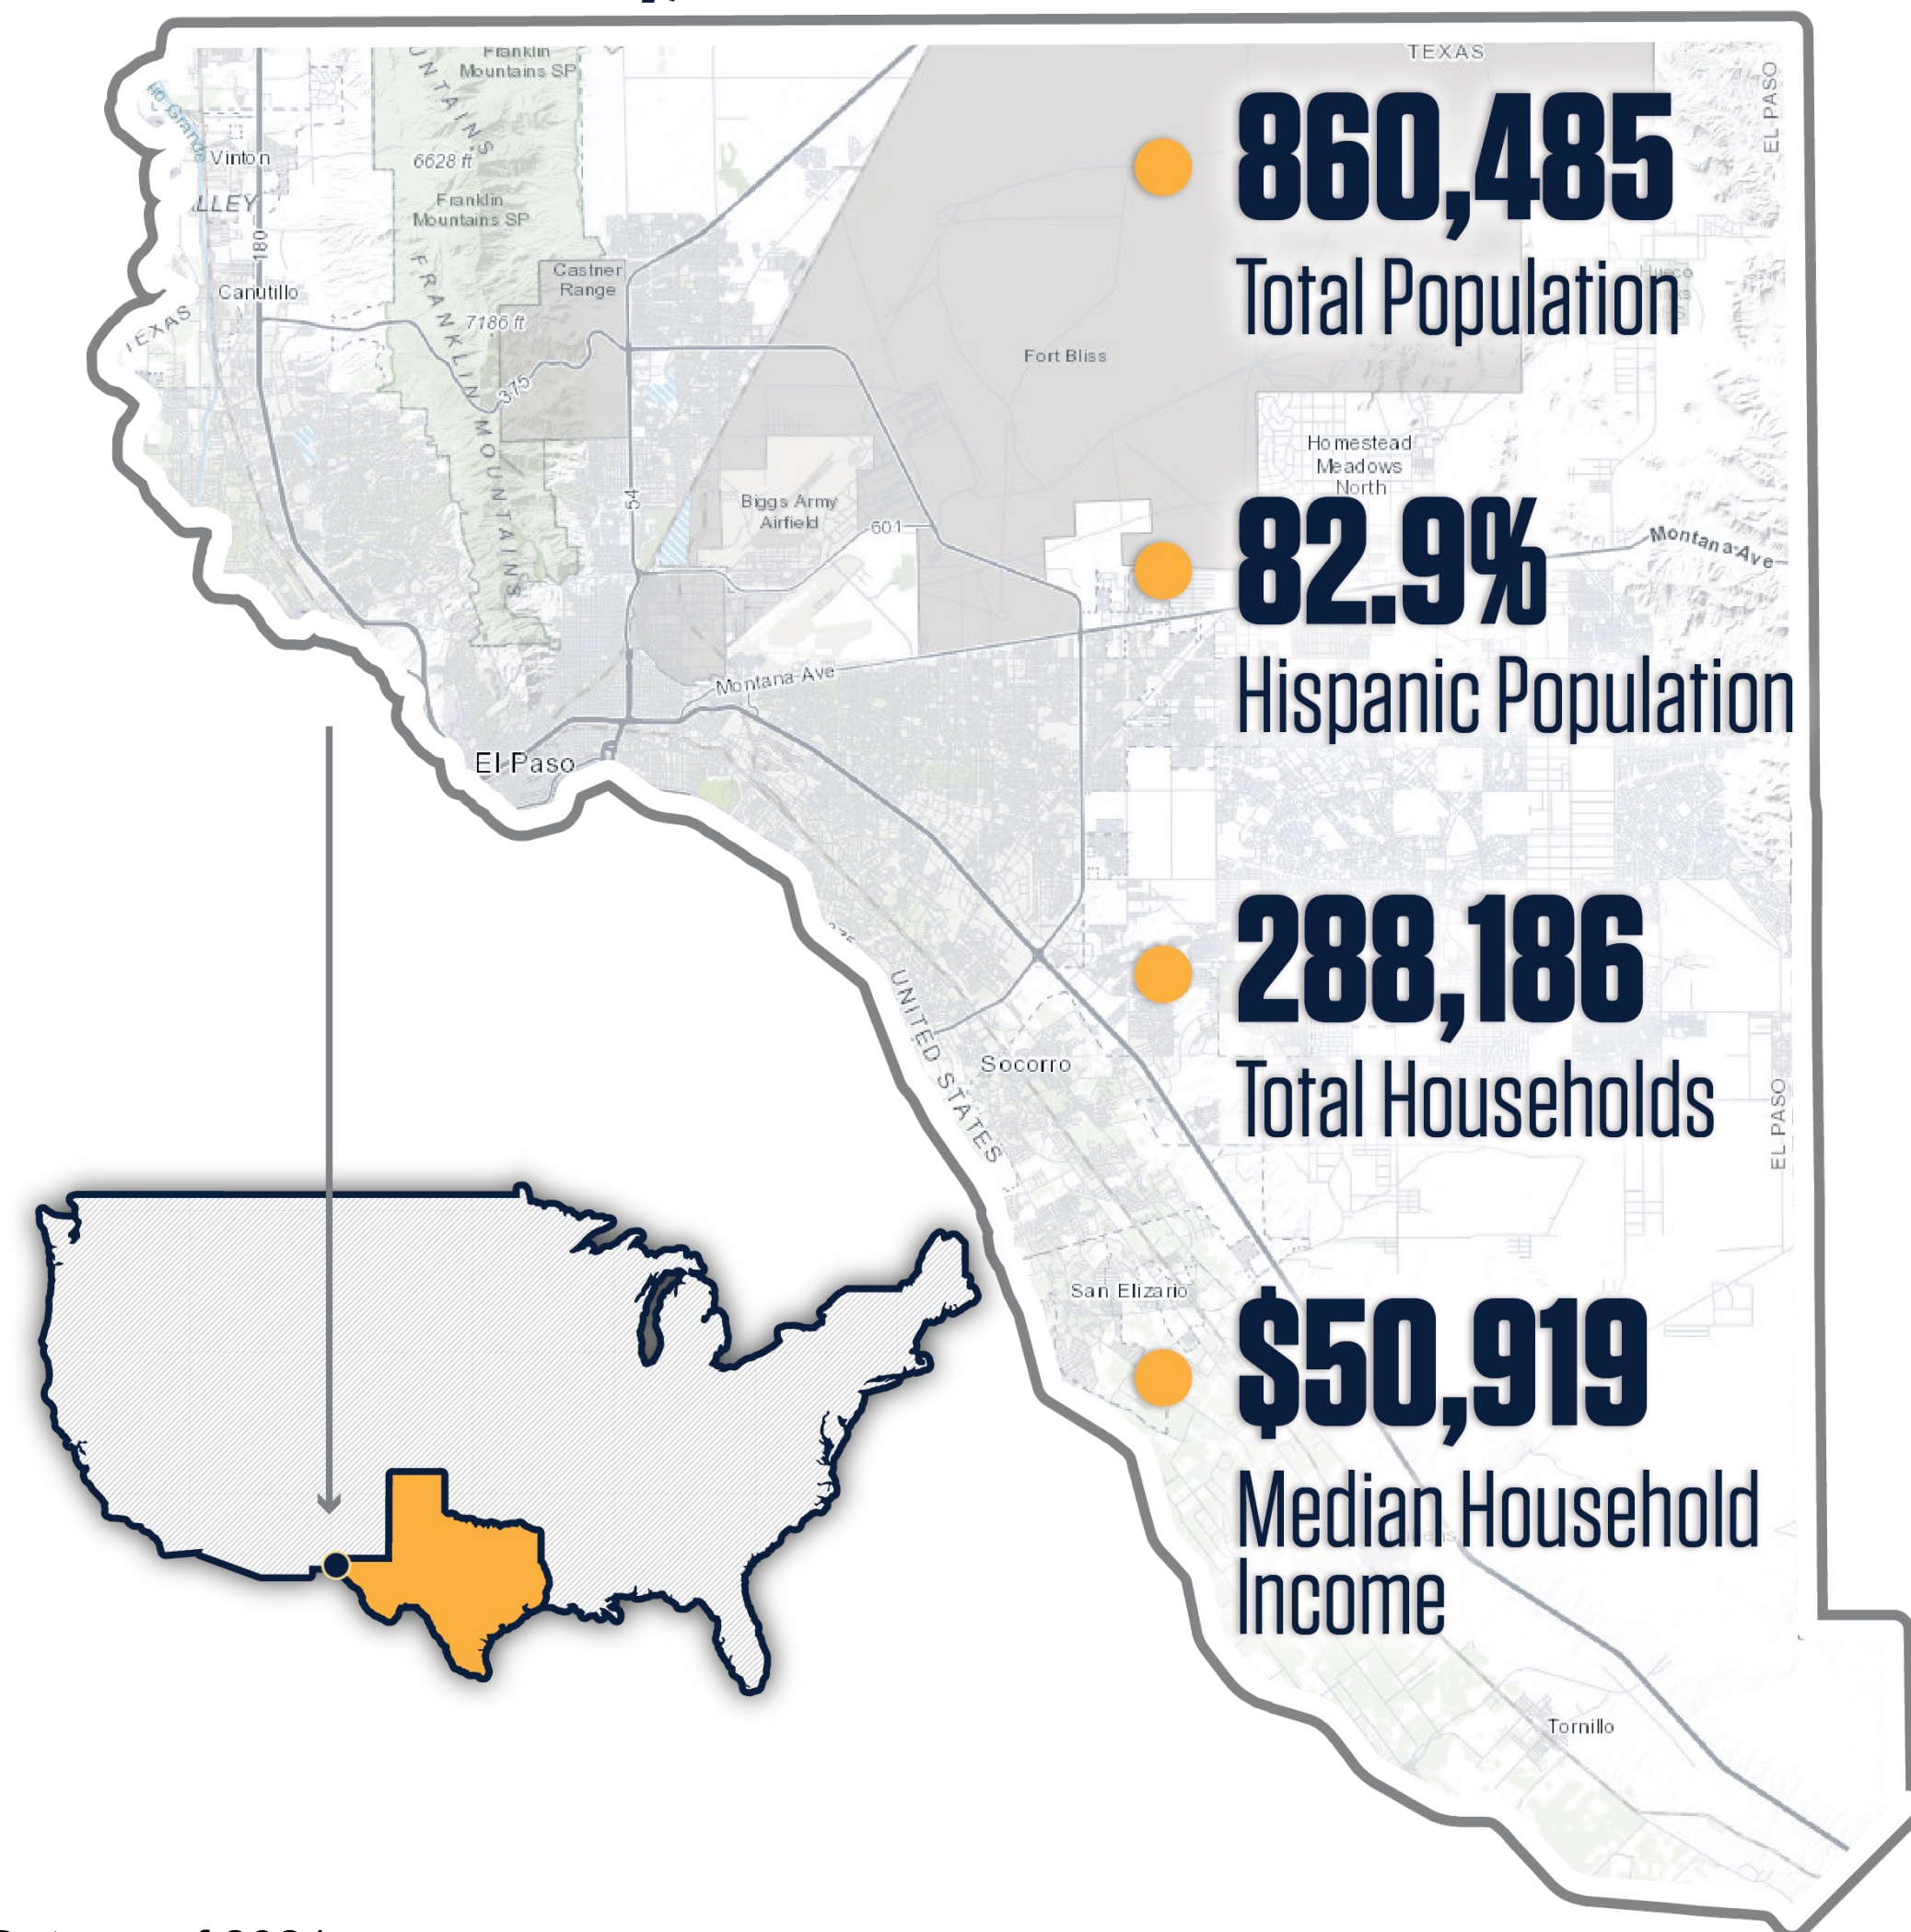 TEXAS
Franklin
Mountains SP
EL PASO
860,485
Total Population
Vinton
6628 ft
Franklin
Mountains SP
180
Castner
Range
Canutillo
7186 ft
TEXAS
FRANKLIN MOUNTAINS
375
Fort Bliss
Homestead
Meadows
North
54
Biggs Army
Airfield
601
82.9%
Hispanic Population
Montana Ave
Montana Ave
El Paso
288,186
Total Households
UNITED STATES
Socorro
EL PASO
San Elizario
$50,919
Median Household
Income
Tornillo